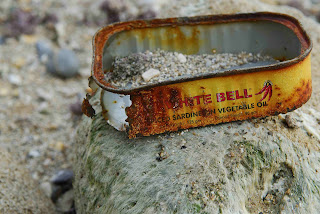 TE BELL
SARDINES IN VEGETABLE OIL